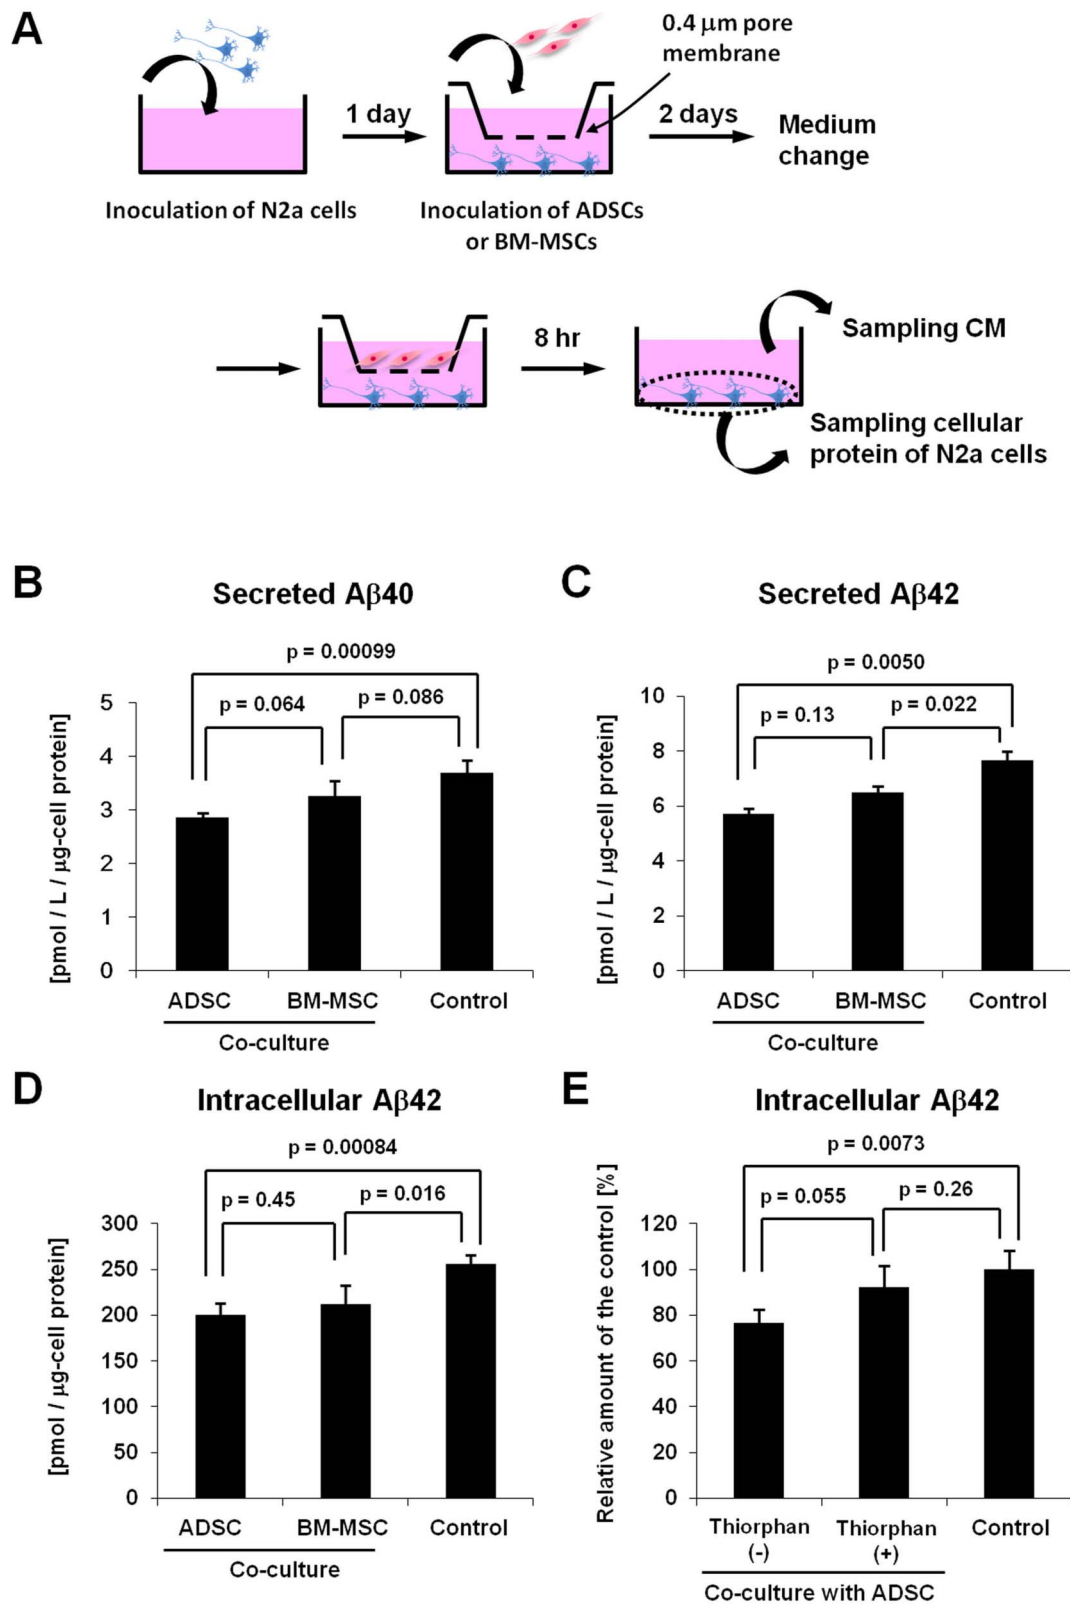 A
0.4 μm pore
membrane
1 day
2 days
Medium
change
Inoculation of N2a cells
Inoculation of ADSCs
or BM-MSCs
8 hr
Sampling CM
Sampling cellular
protein of N2a cells
B
Secreted Aβ40
p = 0.00099
p = 0.064
p = 0.086
[pmol / L / μg-cell protein]
5
4
3
2
1
0
ADSC
BM-MSC
Control
Co-culture
C
Secreted Aβ42
p = 0.0050
p = 0.13
p = 0.022
[pmol / L / μg-cell protein]
10
8
6
4
2
0
ADSC
BM-MSC
Control
Co-culture
D
Intracellular Aβ42
p = 0.00084
p = 0.45
p = 0.016
[pmol / μg-cell protein]
300
250
200
150
100
50
0
ADSC
BM-MSC
Control
Co-culture
E
Intracellular Aβ42
p = 0.0073
p = 0.055
p = 0.26
Relative amount of the control [%]
120
100
80
60
40
20
0
Thiorphan
(-)
Thiorphan
(+)
Control
Co-culture with ADSC